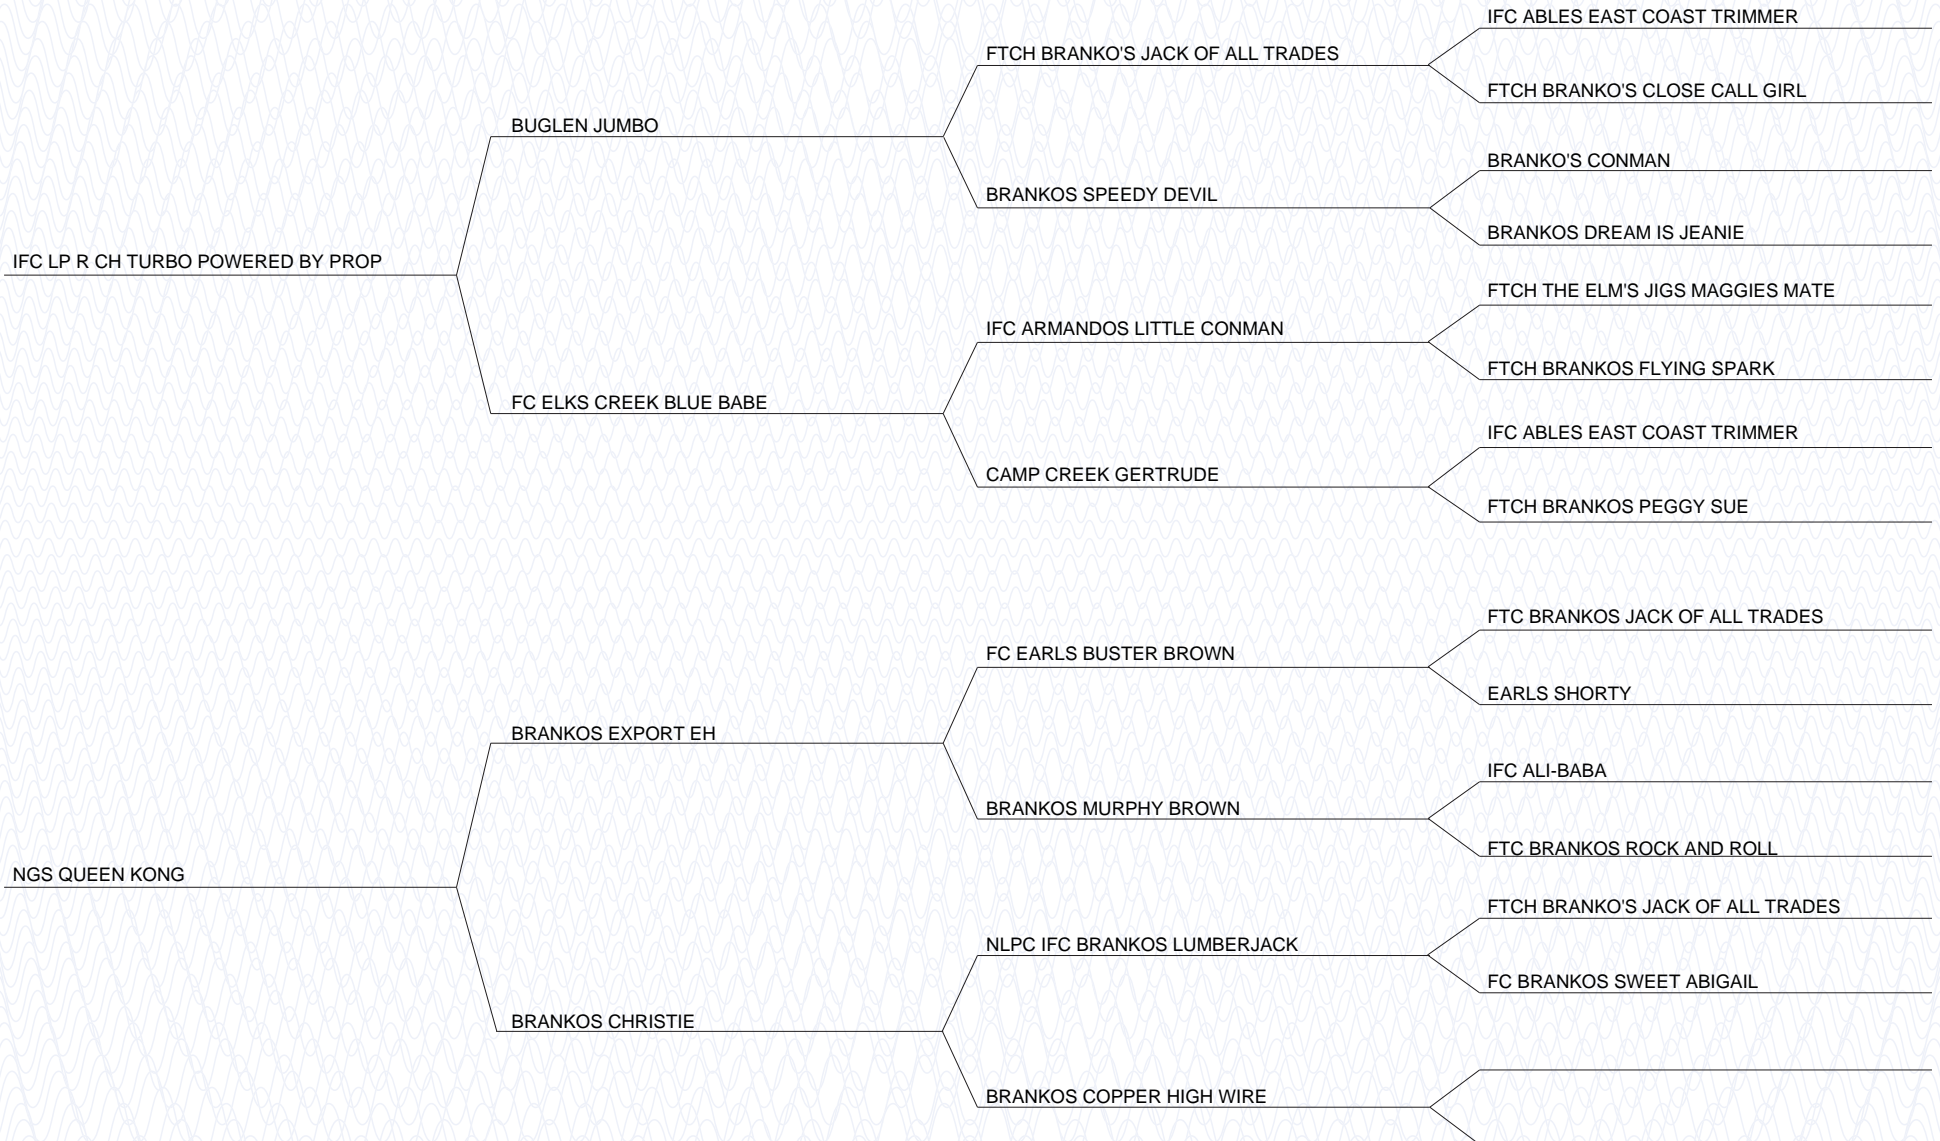 IFC ABLES EAST COAST TRIMMER
FTCH BRANKO'S JACK OF ALL TRADES
FTCH BRANKO'S CLOSE CALL GIRL
BUGLEN JUMBO
BRANKO'S CONMAN
BRANKOS SPEEDY DEVIL
BRANKOS DREAM IS JEANIE
IFC LP R CH TURBO POWERED BY PROP
FTCH THE ELM'S JIGS MAGGIES MATE
IFC ARMANDOS LITTLE CONMAN
FTCH BRANKOS FLYING SPARK
FC ELKS CREEK BLUE BABE
IFC ABLES EAST COAST TRIMMER
CAMP CREEK GERTRUDE
FTCH BRANKOS PEGGY SUE
FTC BRANKOS JACK OF ALL TRADES
FC EARLS BUSTER BROWN
EARLS SHORTY
BRANKOS EXPORT EH
IFC ALI-BABA
BRANKOS MURPHY BROWN
FTC BRANKOS ROCK AND ROLL
NGS QUEEN KONG
FTCH BRANKO'S JACK OF ALL TRADES
NLPC IFC BRANKOS LUMBERJACK
FC BRANKOS SWEET ABIGAIL
BRANKOS CHRISTIE
BRANKOS COPPER HIGH WIRE